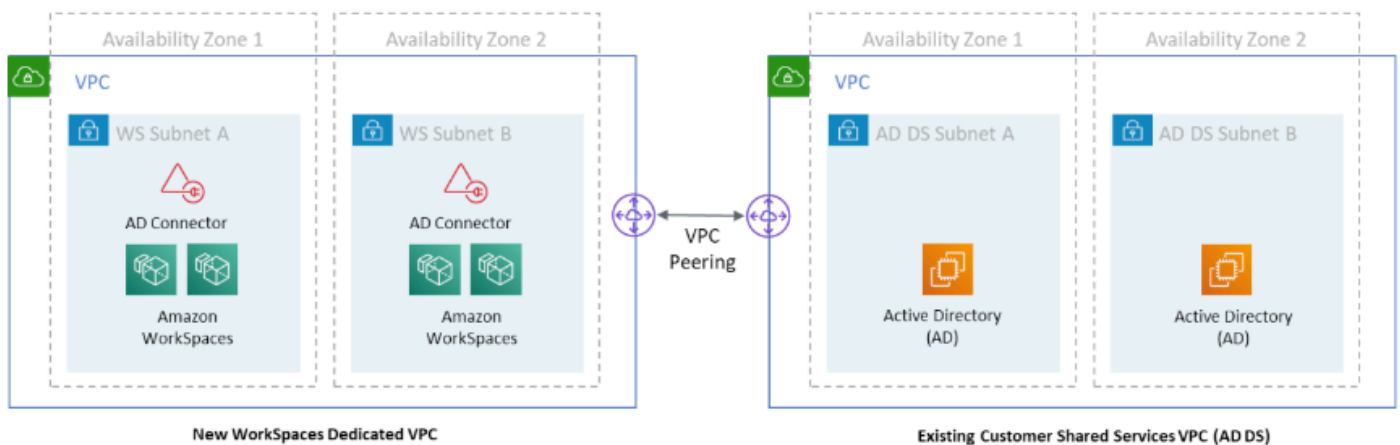 Availability Zone 1
Availability Zone 2
Availability Zone 1
Availability Zone 2
VPC
VPC
WS Subnet A
WS Subnet B
AD DS Subnet A
AD DS Subnet B
AD Connector
AD Connector
VPC
Peering
Amazon
WorkSpaces
Amazon
WorkSpaces
Active Directory
(AD)
Active Directory
(AD)
New WorkSpaces Dedicated VPC
Existing Customer Shared Services VPC (AD DS)